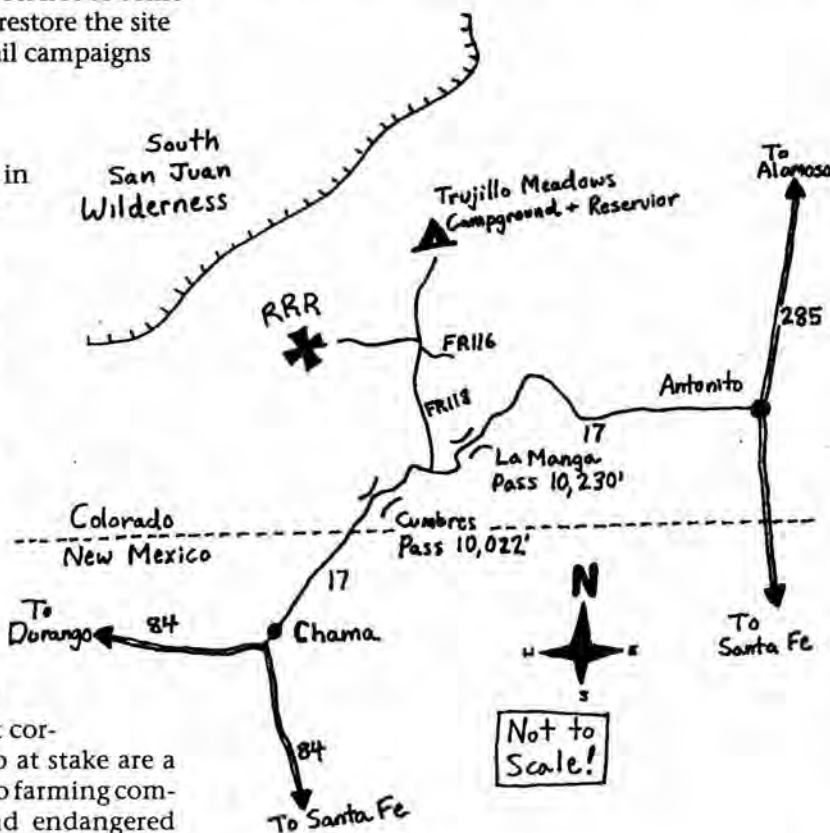 restore the site
il campaigns
in
South
San Juan
Wilderness
To
Alamosa
Trujillo Meadows
Campground + Reservior
RRR
FR116
285
FR118
Antonito
17
La Manga
Pass 10,230'
Colorado
New Mexico
Cumbres
Pass 10,022'
17
N
To
Durango
84
Chama
W
E
S
To
Santa Fe
Not to
Scale!
84
To Santa Fe
cor-
at stake are a
farming com-
endangered